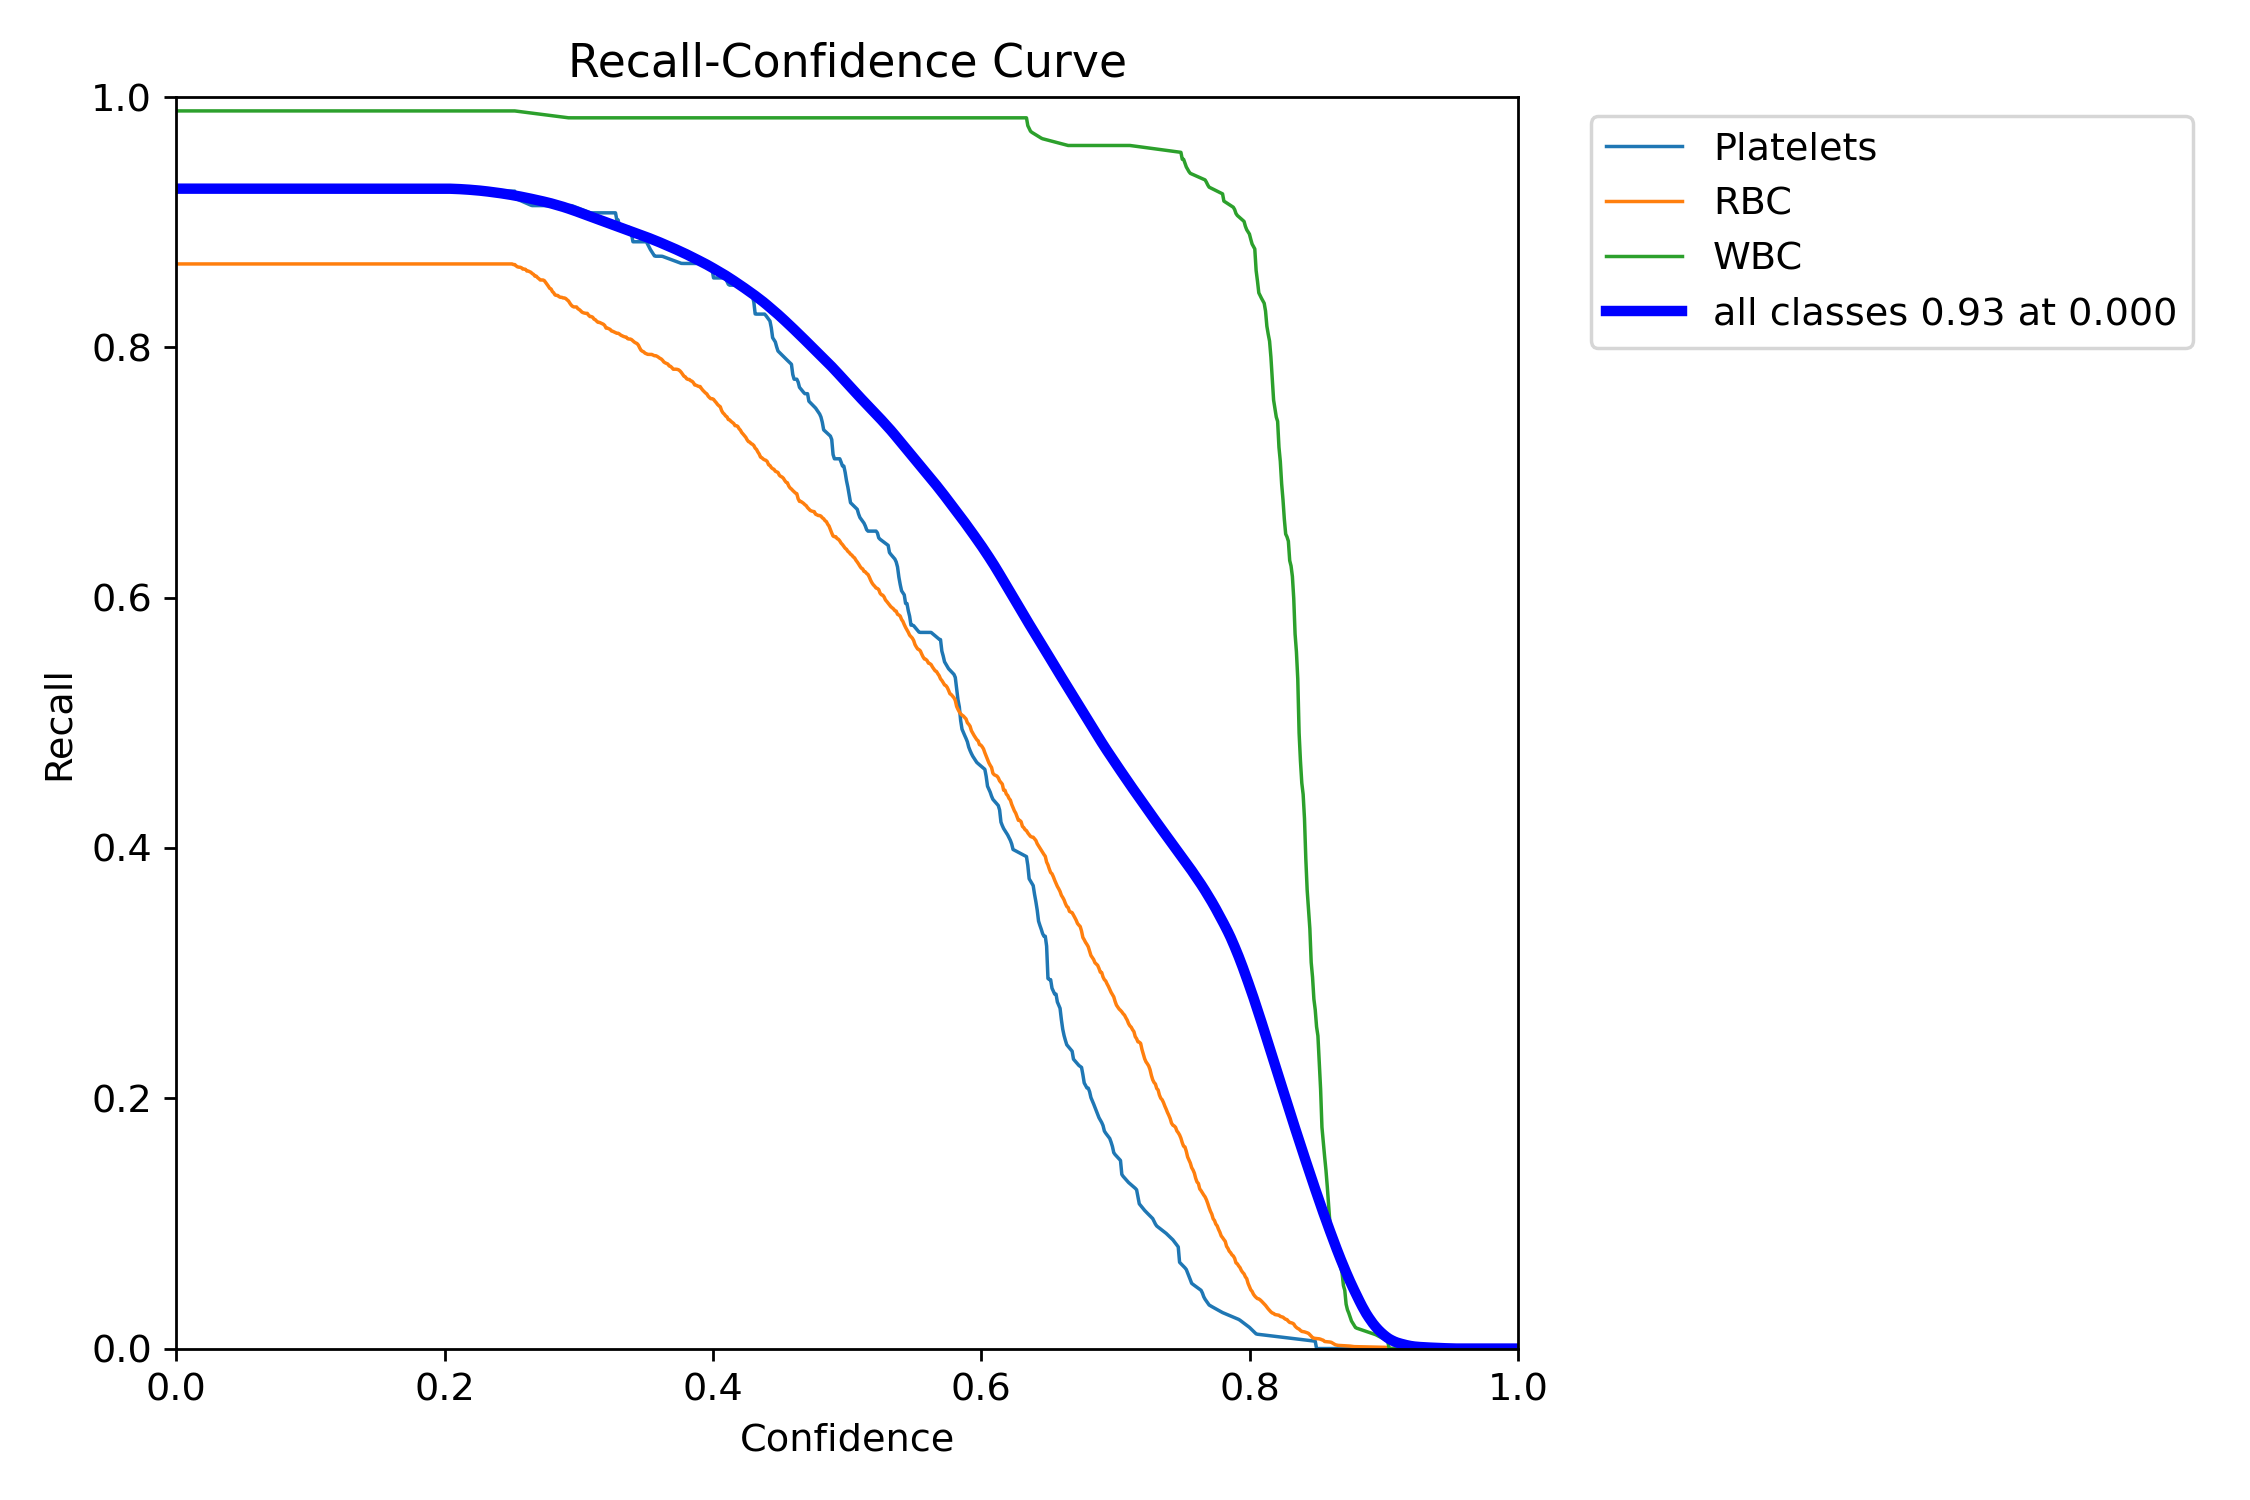 Recall-Confidence Curve
1.0
0.8
0.6
0.4
0.2
0.0
Recall
0.0 0.2 0.4 0.6 0.8 1.0
Confidence
Platelets
RBC
WBC
all classes 0.93 at 0.000